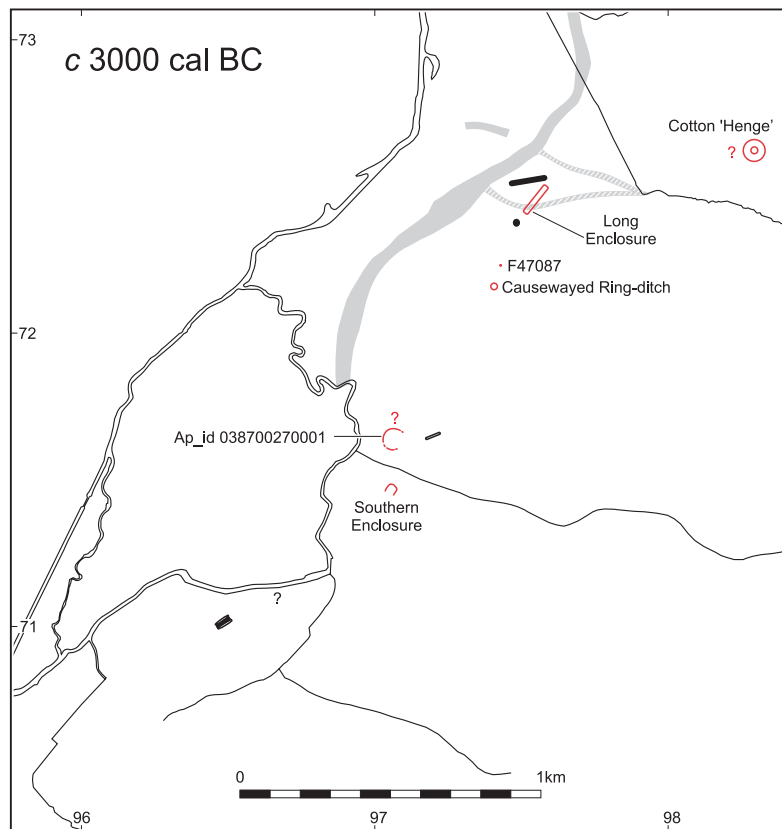 73
c 3000 cal BC
Cotton 'Henge'
?
Long
Enclosure
F47087
Causewayed Ring-ditch
72
?
Ap_id 038700270001
Southern
Enclosure
?
71
0
1km
96
97
98